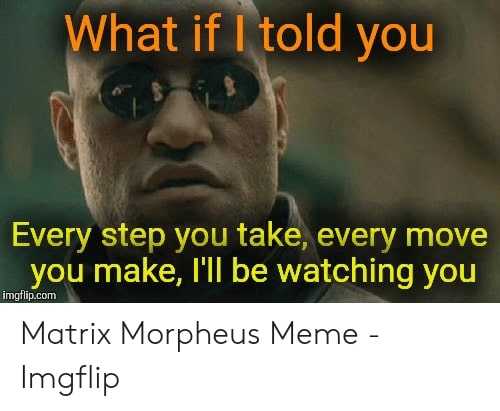 What if I told you
Every step you take, every move
you make, I'll be watching you
imgflip.com
Matrix Morpheus Meme -
Imgflip